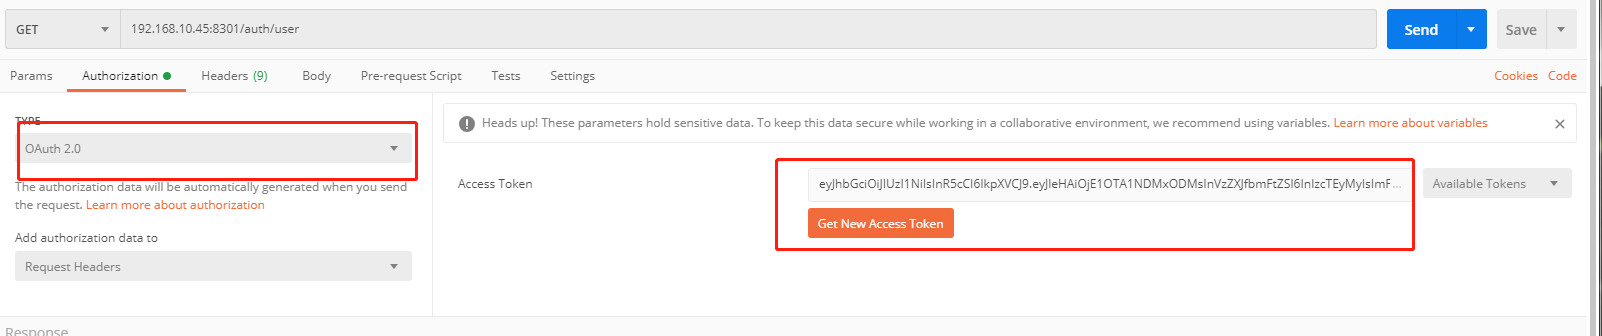 GET 192.168.10.45:8301/auth/user Send Save
Params Authorization Headers (9) Body Pre-request Script Tests Settings Cookies Code
TYPE
OAuth 2.0
The authorization data will be automatically generated when you send
the request. Learn more about authorization
Add authorization data to
Request Headers
Heads up! These parameters hold sensitive data. To keep this data secure while working in a collaborative environment, we recommend using variables. Learn more about variables
Access Token eyJhbGciOiJIUzI1NiIsInR5cCI6IkpXVCJ9.eyJleHAiOjE1OTA1NDMxODMsInVzZXJfbmFtZSI6InlzcTEyMyIsImF ... Available Tokens
Get New Access Token
Response